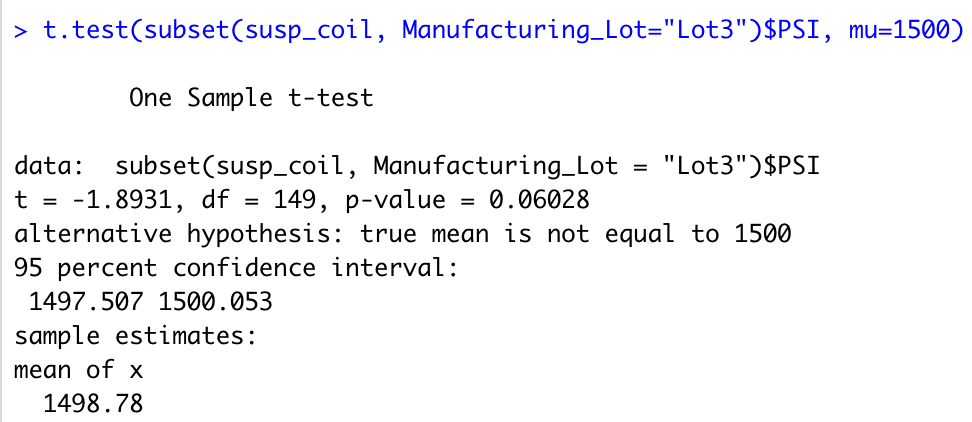 > t.test(subset(susp_coil, Manufacturing_Lot="Lot3")$PSI, mu=1500)
One Sample t-test
data:  subset(susp_coil, Manufacturing_Lot = "Lot3")$PSI
t = -1.8931, df = 149, p-value = 0.06028
alternative hypothesis: true mean is not equal to 1500
95 percent confidence interval:
1497.507 1500.053
sample estimates:
mean of x
1498.78